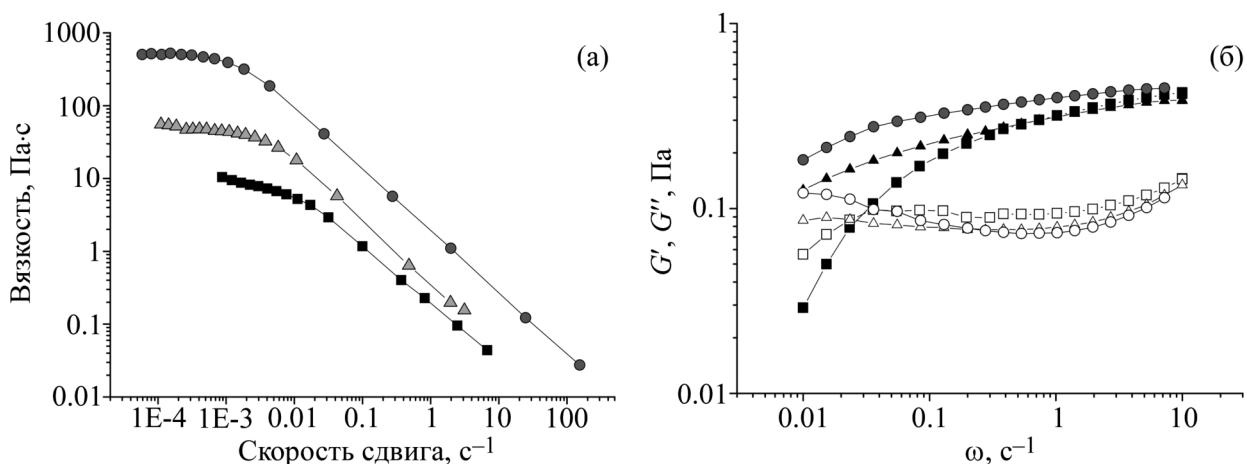 (а)
Вязкость, Па·с
1000
100
10
1
0.1
0.01
1E-4 1E-3 0.01 0.1 1 10 100
Скорость сдвига, с⁻¹
(б)
G′, G″, Па
1
0.1
0.01
0.01 0.1 1 10
ω, с⁻¹